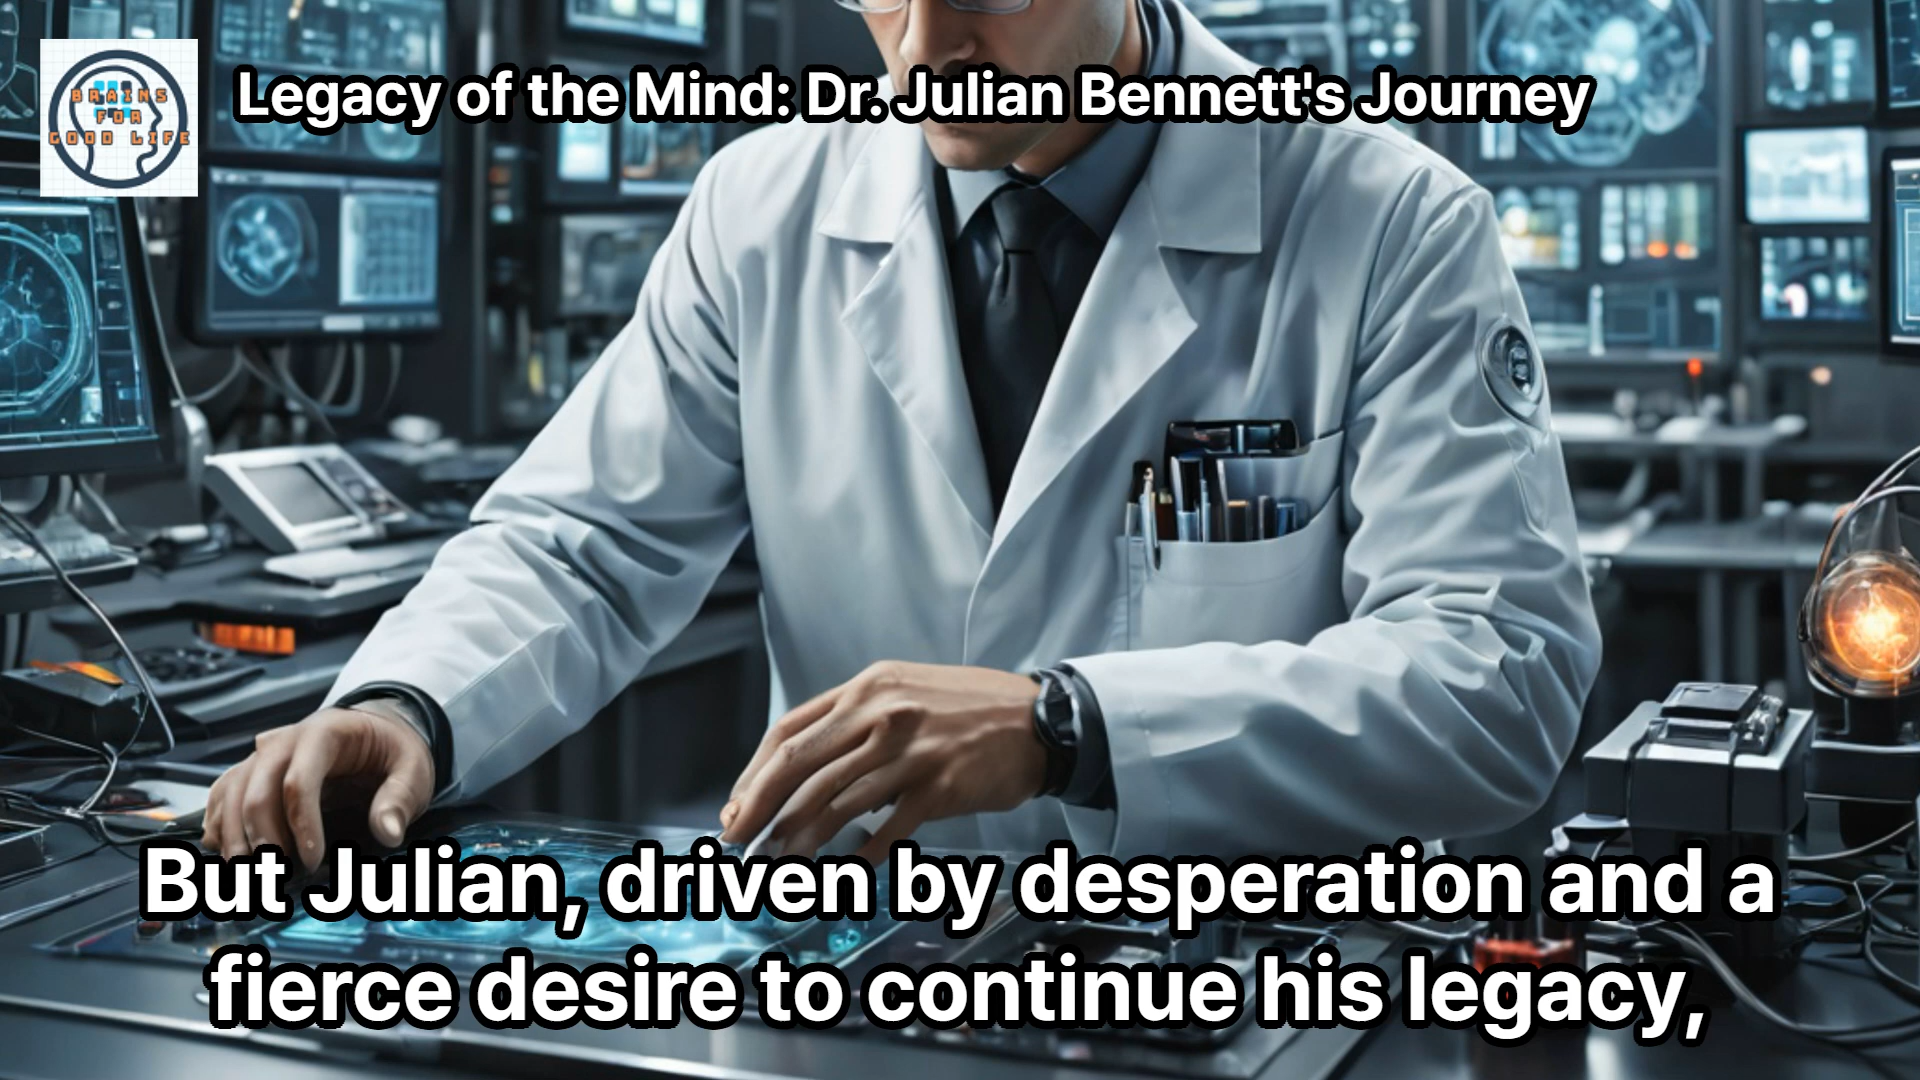 BRAINS
FOR
GOOD LIFE
Legacy of the Mind: Dr. Julian Bennett's Journey
But Julian, driven by desperation and a
fierce desire to continue his legacy,